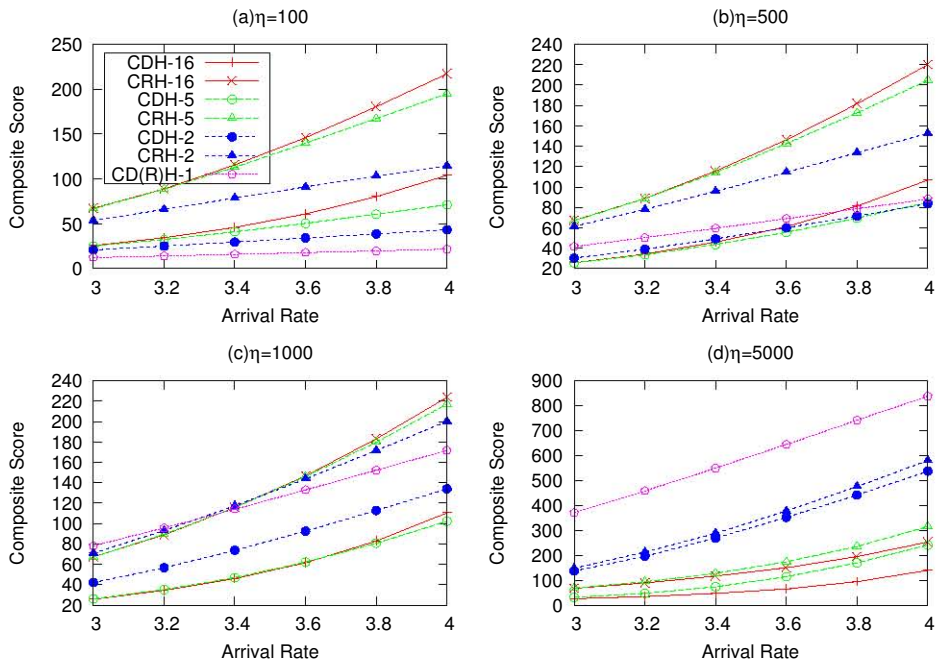 (a)η=100
Composite Score
250
200
150
100
50
0
CDH-16
CRH-16
CDH-5
CRH-5
CDH-2
CRH-2
CD(R)H-1
3 3.2 3.4 3.6 3.8 4
Arrival Rate
(b)η=500
Composite Score
240
220
200
180
160
140
120
100
80
60
40
20
3 3.2 3.4 3.6 3.8 4
Arrival Rate
(c)η=1000
Composite Score
240
220
200
180
160
140
120
100
80
60
40
20
3 3.2 3.4 3.6 3.8 4
Arrival Rate
(d)η=5000
Composite Score
900
800
700
600
500
400
300
200
100
0
3 3.2 3.4 3.6 3.8 4
Arrival Rate